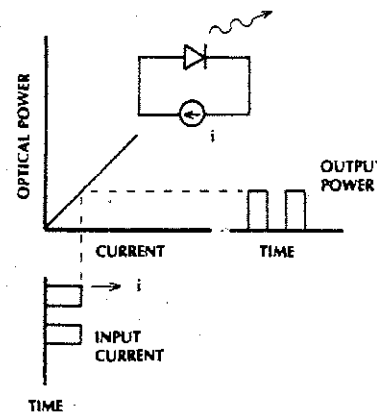 OPTICAL POWER
i
OUTPUT
POWER
CURRENT
TIME
i
INPUT
CURRENT
TIME